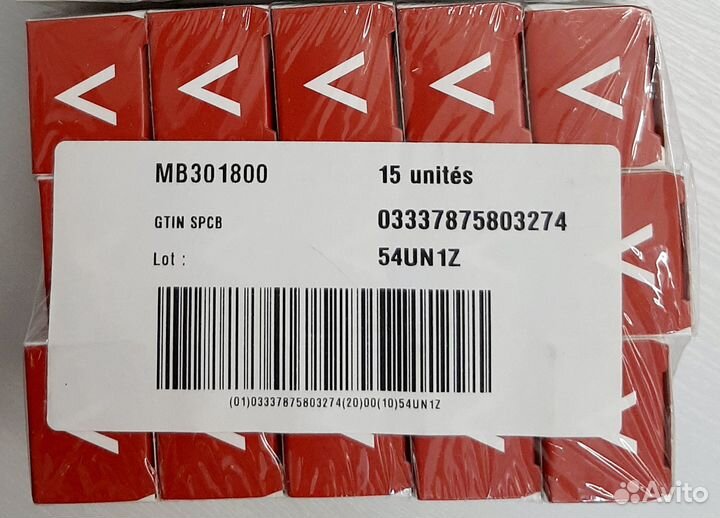 V V V V V
MB301800 15 unités
GTIN SPCB 03337875803274
Lot : 54UN1Z
V
(01)03337875803274(20)00(10)54UN1Z
V V V V V
Avito